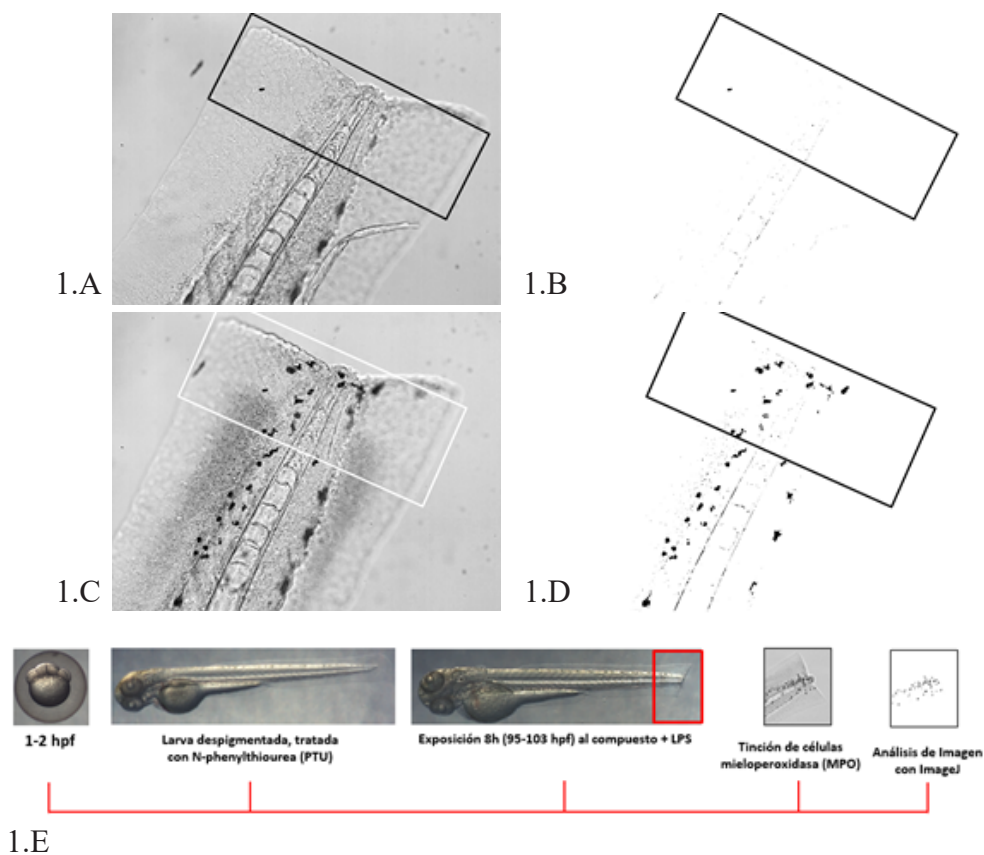 1.A
1.B
1.C
1.D
1-2 hpf
Larva despigmentada, tratada
con N-phenylthiourea (PTU)
Exposición 8h (95-103 hpf) al compuesto + LPS
Tinción de células
mieloperoxidasa (MPO)
Análisis de Imagen
con ImageJ
1.E